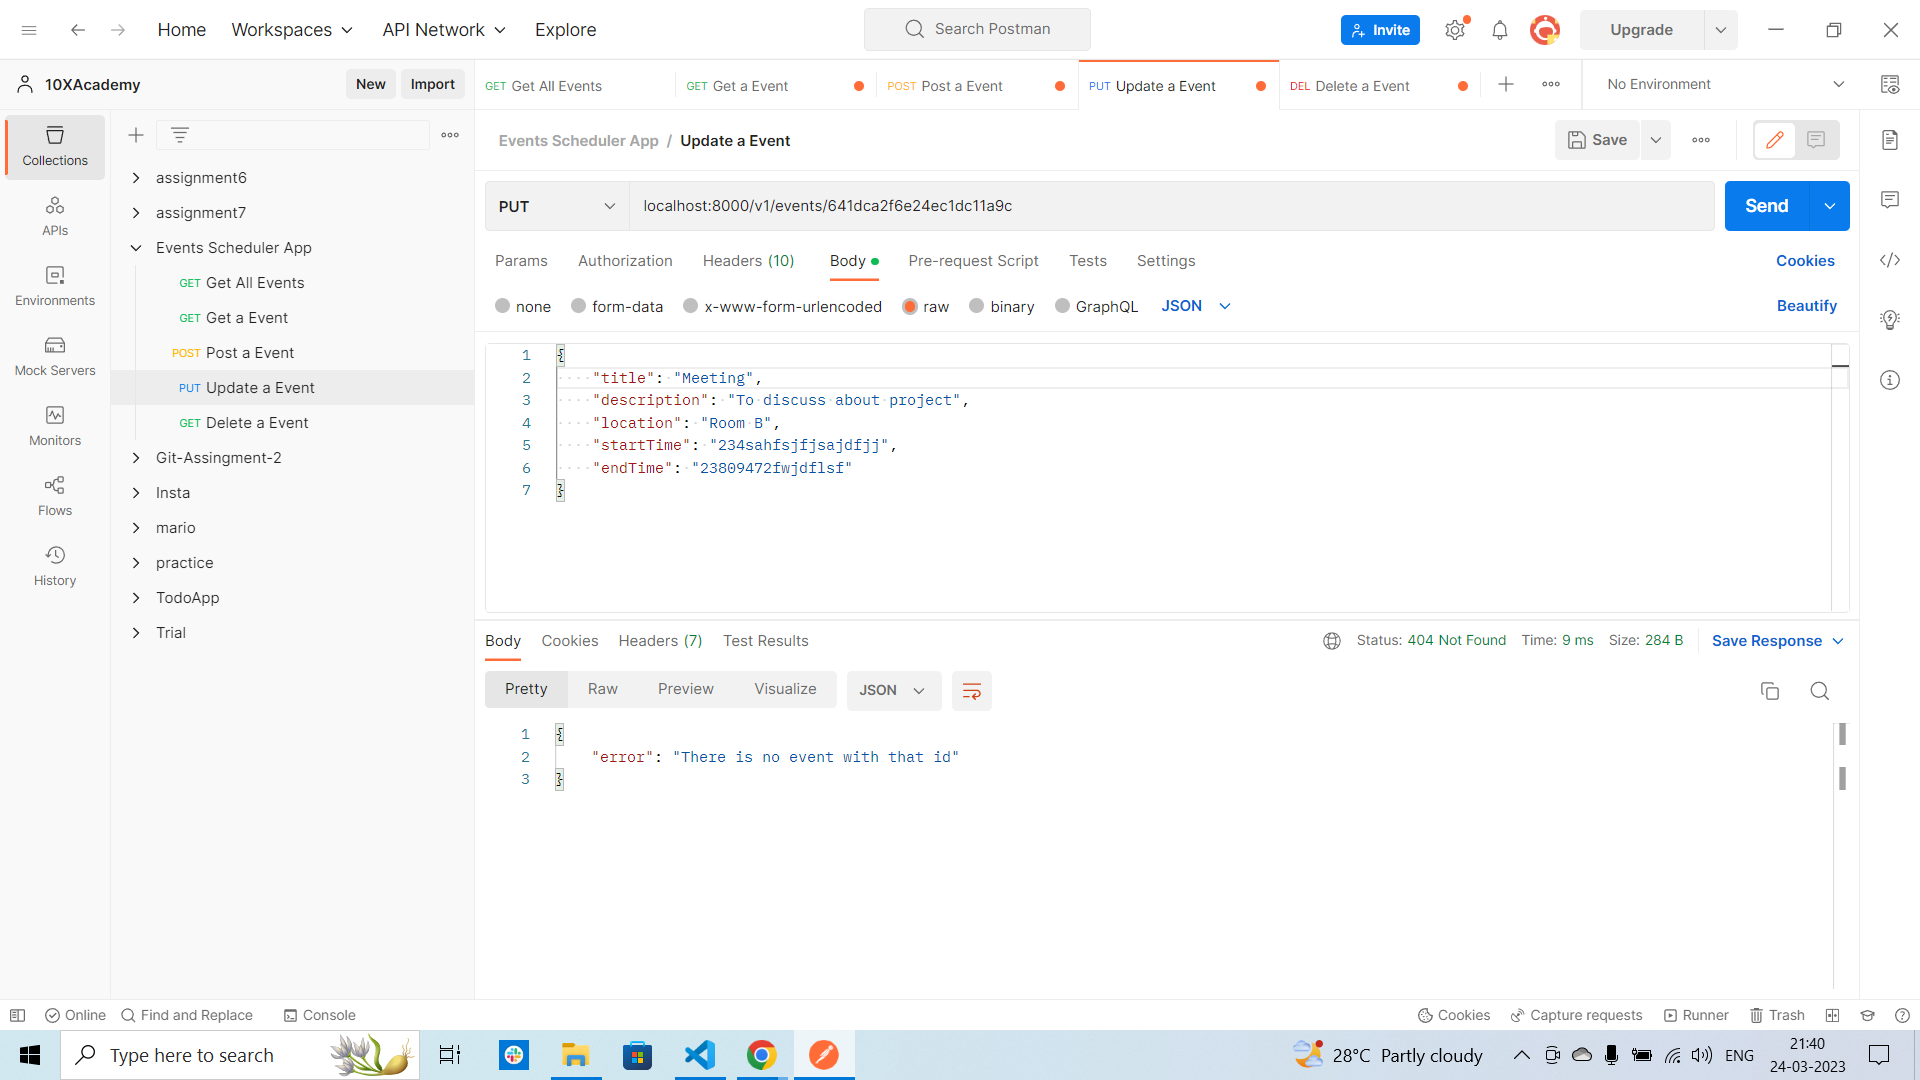 Home Workspaces API Network Explore Search Postman Invite Upgrade
10XAcademy New Import GET Get All Events GET Get a Event POST Post a Event PUT Update a Event DEL Delete a Event No Environment
Collections
APIs
Environments
Mock Servers
Monitors
Flows
History
assignment6
assignment7
Events Scheduler App
GET Get All Events
GET Get a Event
POST Post a Event
PUT Update a Event
GET Delete a Event
Git-Assingment-2
Insta
mario
practice
TodoApp
Trial
Events Scheduler App / Update a Event Save
PUT localhost:8000/v1/events/641dca2f6e24ec1dc11a9c Send
Params Authorization Headers (10) Body Pre-request Script Tests Settings Cookies
none form-data x-www-form-urlencoded raw binary GraphQL JSON Beautify
1 {
2 "title": "Meeting",
3 "description": "To discuss about project",
4 "location": "Room B",
5 "startTime": "234sahfsjfjsajdfjj",
6 "endTime": "23809472fwjdflsf"
7 }
Body Cookies Headers (7) Test Results Status: 404 Not Found Time: 9 ms Size: 284 B Save Response
Pretty Raw Preview Visualize JSON
1 {
2 "error": "There is no event with that id"
3 }
Online Find and Replace Console Cookies Capture requests Runner Trash
Type here to search 28°C Partly cloudy ENG 21:40
24-03-2023